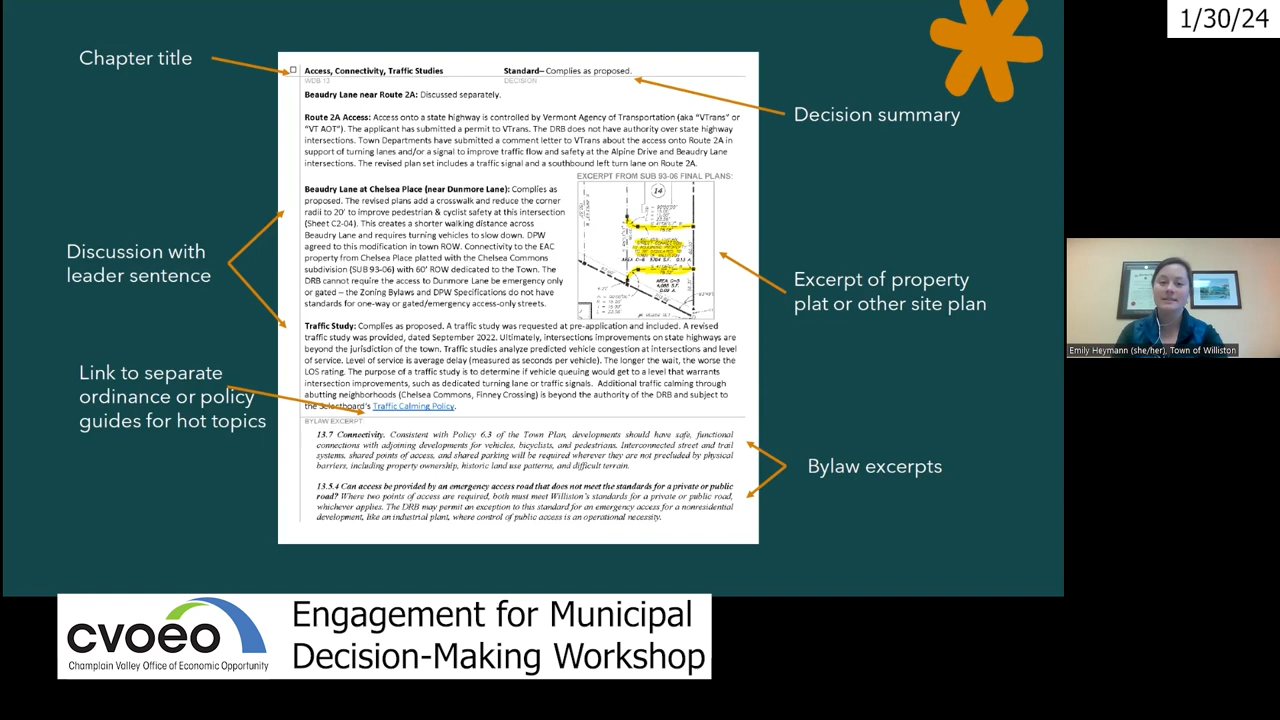 1/30/24
Chapter title
Decision summary
Discussion with
leader sentence
Excerpt of property
plat or other site plan
Link to separate
ordinance or policy
guides for hot topics
Bylaw excerpts
Access, Connectivity, Traffic Studies
Standard– Complies as proposed.
WDB 13
DECISION
Beaudry Lane near Route 2A: Discussed separately.
Route 2A Access: Access onto a state highway is controlled by Vermont Agency of Transportation (aka “VTrans” or
“VT AOT”). The applicant has submitted a permit to VTrans. The DRB does not have authority over state highway
intersections. Town Departments have submitted a comment letter to VTrans about the access onto Route 2A in
support of turning lanes and/or a signal to improve traffic flow and safety at the Alpine Drive and Beaudry Lane
intersections. The revised plan set includes a traffic signal and a southbound left turn lane on Route 2A.
EXCERPT FROM SUB 93-06 FINAL PLANS:
14
Beaudry Lane at Chelsea Place (near Dunmore Lane): Complies as
proposed. The revised plans add a crosswalk and reduce the corner
radii to 20’ to improve pedestrian & cyclist safety at this intersection
(Sheet C2-04). This creates a shorter walking distance across
Beaudry Lane and requires turning vehicles to slow down. DPW
agreed to this modification in town ROW. Connectivity to the EAC
property from Chelsea Place platted with the Chelsea Commons
subdivision (SUB 93-06) with 60’ ROW dedicated to the Town. The
DRB cannot require the access to Dunmore Lane be emergency only
or gated – the Zoning Bylaws and DPW Specifications do not have
standards for one-way or gated/emergency access-only streets.
Traffic Study: Complies as proposed. A traffic study was requested at pre-application and included. A revised
traffic study was provided, dated September 2022. Ultimately, intersections improvements on state highways are
beyond the jurisdiction of the town. Traffic studies analyze predicted vehicle congestion at intersections and level
of service. Level of service is average delay (measured as seconds per vehicle). The longer the wait, the worse the
LOS rating. The purpose of a traffic study is to determine if vehicle queuing would get to a level that warrants
intersection improvements, such as dedicated turning lane or traffic signals. Additional traffic calming through
abutting neighborhoods (Chelsea Commons, Finney Crossing) is beyond the authority of the DRB and subject to
the Selectboard’s Traffic Calming Policy.
BYLAW EXCERPT
13.7 Connectivity. Consistent with Policy 6.3 of the Town Plan, developments should have safe, functional
connections with adjoining developments for vehicles, bicyclists, and pedestrians. Interconnected street and trail
systems, shared points of access, and shared parking will be required wherever they are not precluded by physical
barriers, including property ownership, historic land use patterns, and difficult terrain.
13.5.4 Can access be provided by an emergency access road that does not meet the standards for a private or public
road? Where two points of access are required, both must meet Williston’s standards for a private or public road,
whichever applies. The DRB may permit an exception to this standard for an emergency access for a nonresidential
development, like an industrial plant, where control of public access is an operational necessity.
Emily Heymann (she/her), Town of Williston
cvoeo
Champlain Valley Office of Economic Opportunity
Engagement for Municipal
Decision-Making Workshop